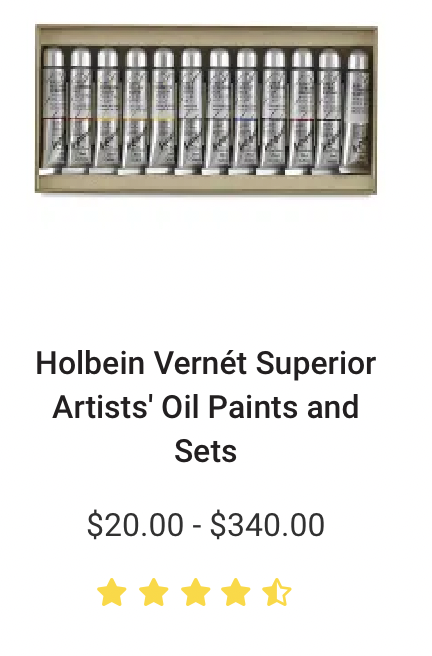 Holbein Vernét Superior
Artists' Oil Paints and
Sets
$20.00 - $340.00